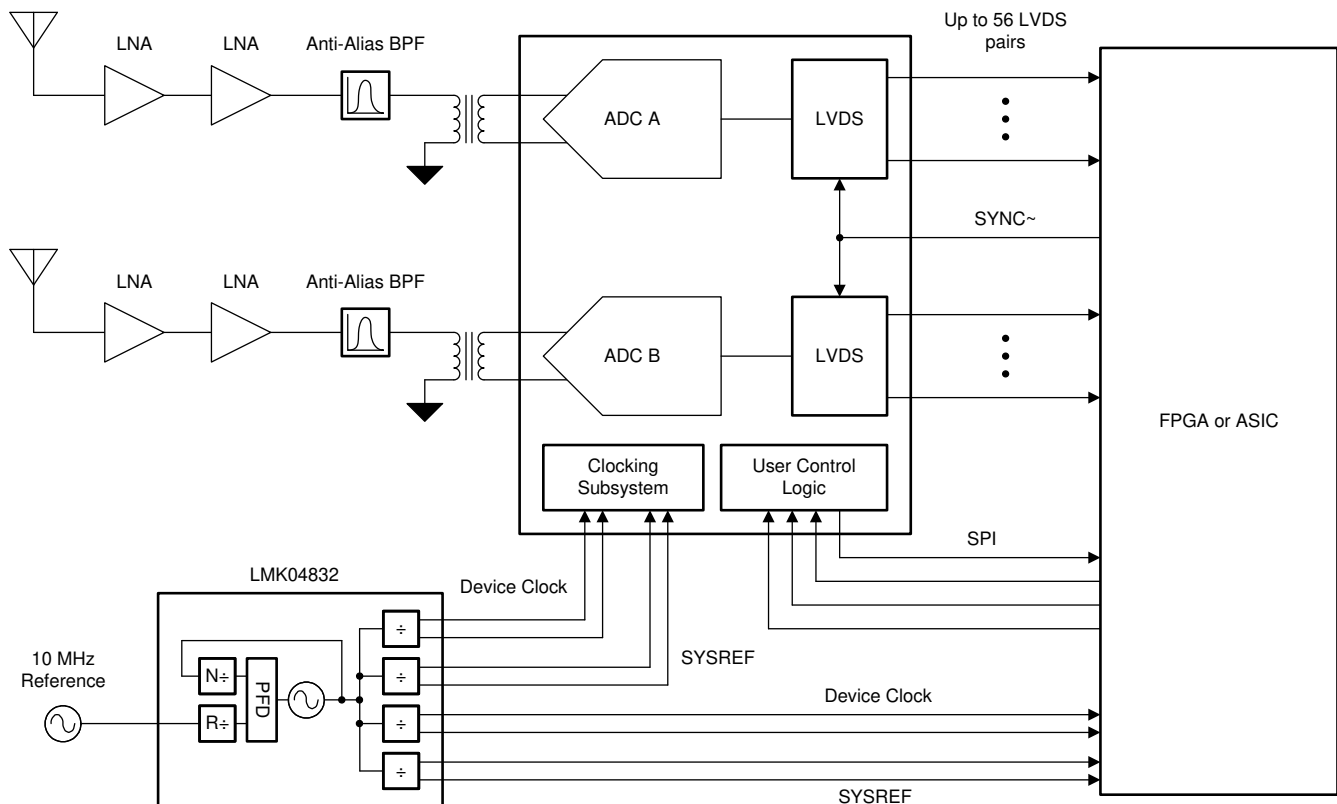 Up to 56 LVDS
pairs
LNA
LNA
Anti-Alias BPF
ADC A
LVDS
SYNC~
LNA
LNA
Anti-Alias BPF
ADC B
LVDS
FPGA or ASIC
Clocking
Subsystem
User Control
Logic
SPI
LMK04832
Device Clock
÷
10 MHz
Reference
N÷
PFD
÷
SYSREF
R÷
÷
Device Clock
÷
SYSREF